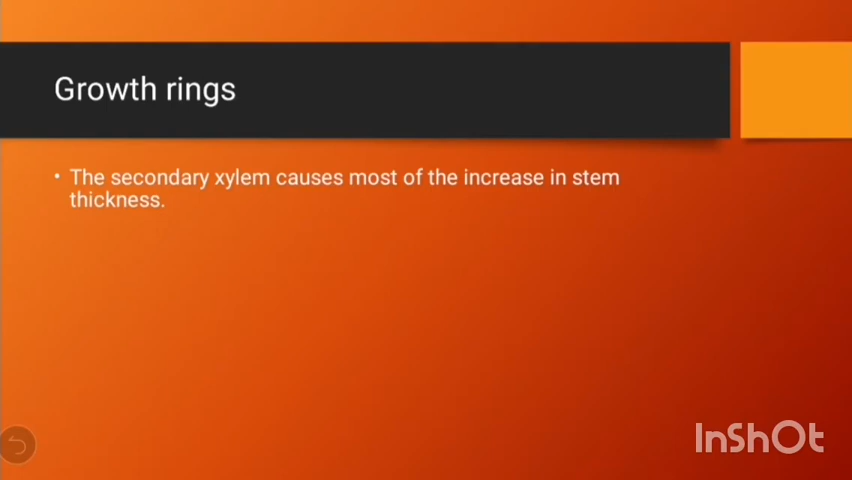 Growth rings
• The secondary xylem causes most of the increase in stem
thickness.
InShOt